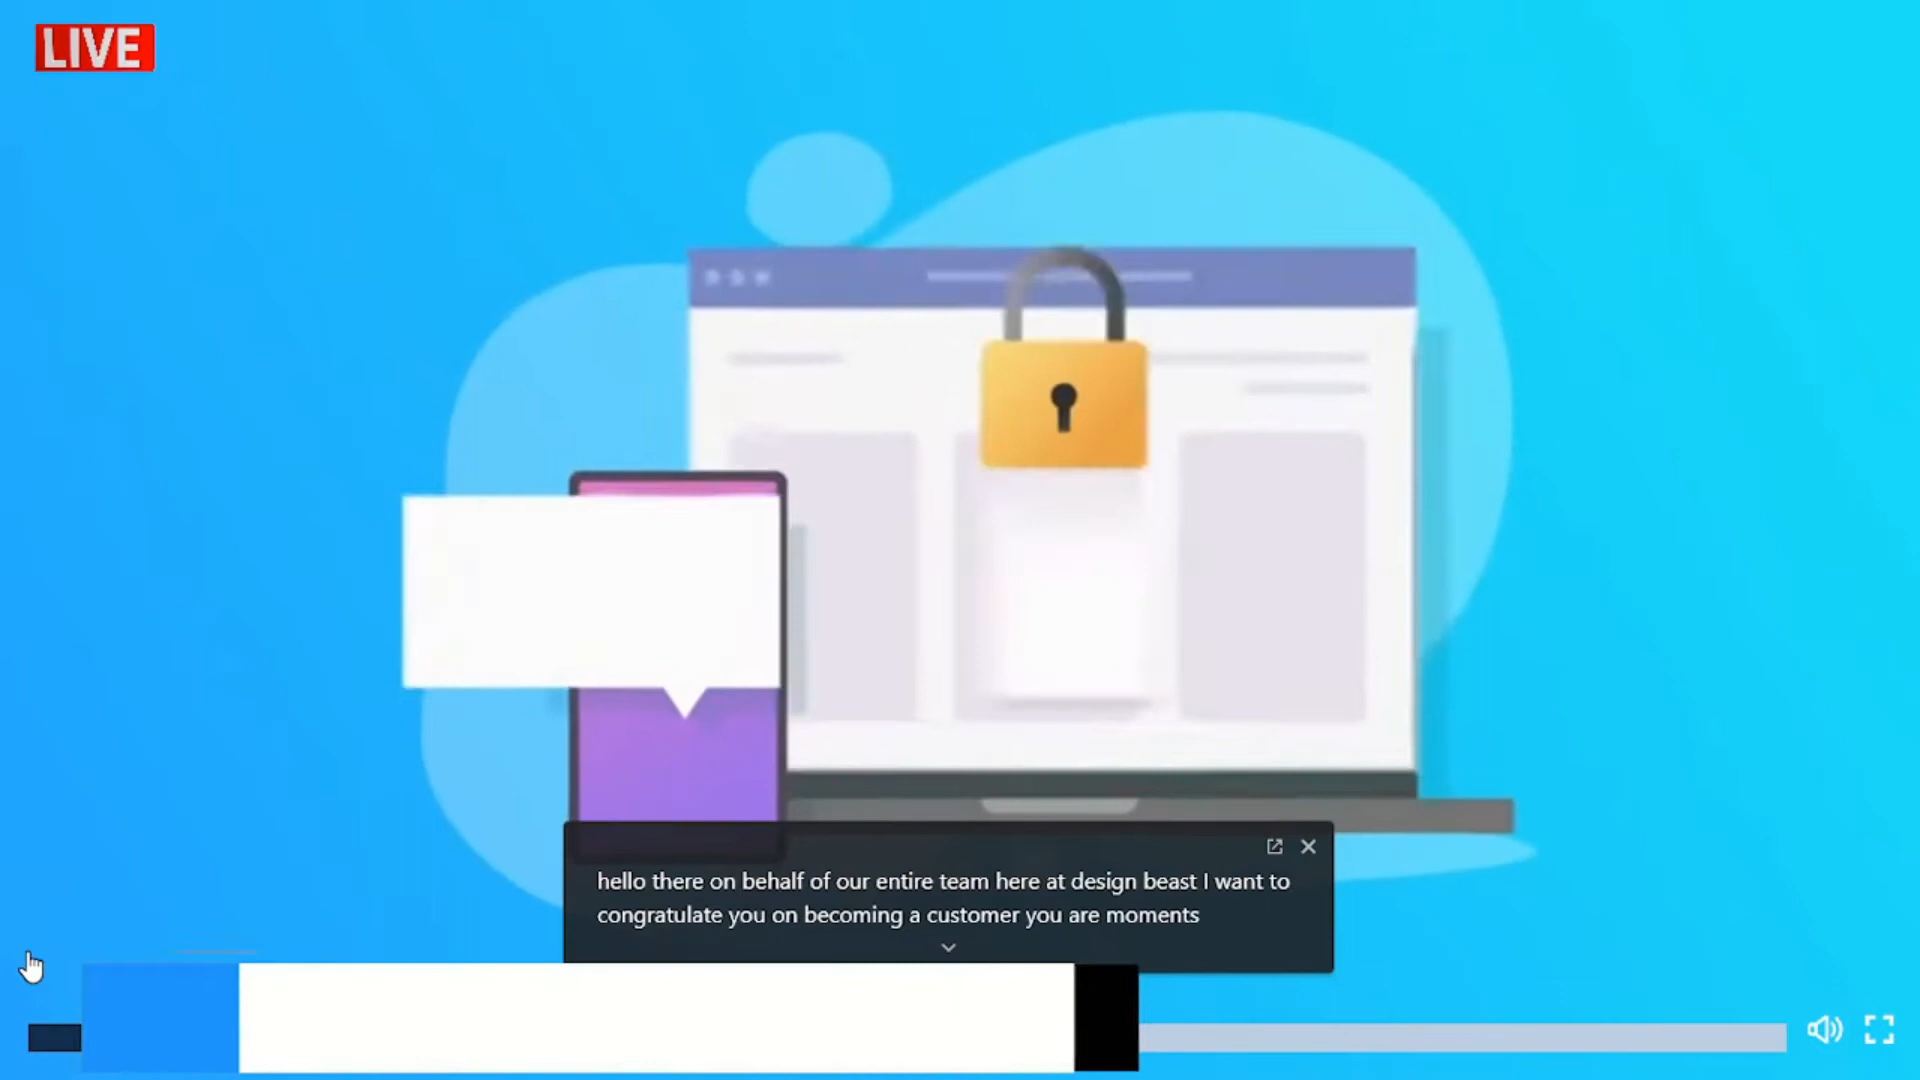 LIVE
hello there on behalf of our entire team here at design beast I want to
congratulate you on becoming a customer you are moments